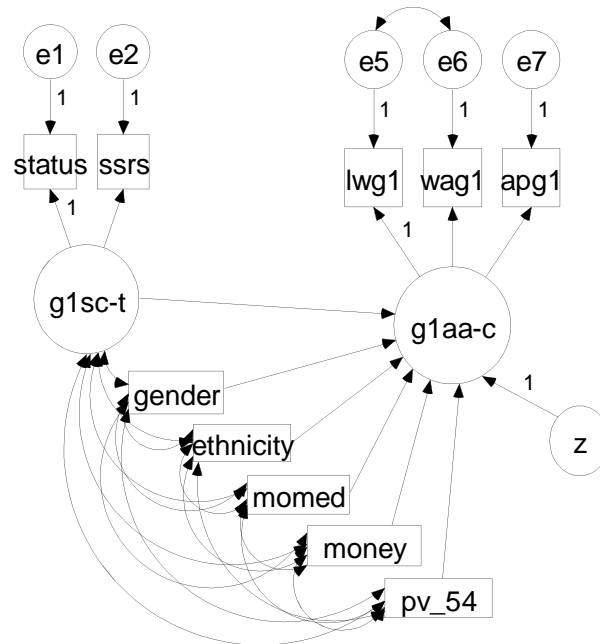 e1 e2 e5 e6 e7
1 1 1 1 1
status ssrs lwg1 wag1 apg1
1 1
g1sc-t g1aa-c
1
gender
ethnicity z
momed
money
pv_54